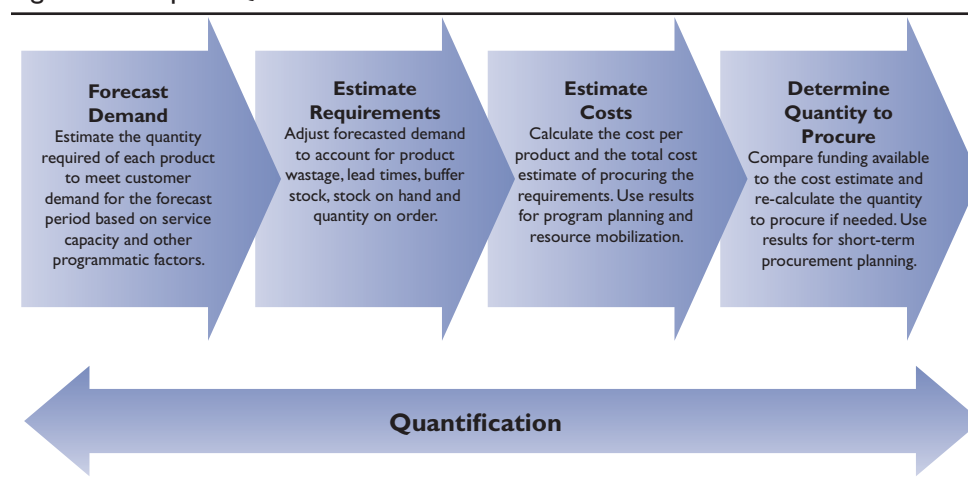 Forecast
Demand
Estimate the quantity
required of each product
to meet customer
demand for the forecast
period based on service
capacity and other
programmatic factors.
Estimate
Requirements
Adjust forecasted demand
to account for product
wastage, lead times, buffer
stock, stock on hand and
quantity on order.
Estimate
Costs
Calculate the cost per
product and the total cost
estimate of procuring the
requirements. Use results
for program planning and
resource mobilization.
Determine
Quantity to
Procure
Compare funding available
to the cost estimate and
re-calculate the quantity
to procure if needed. Use
results for short-term
procurement planning.
Quantification